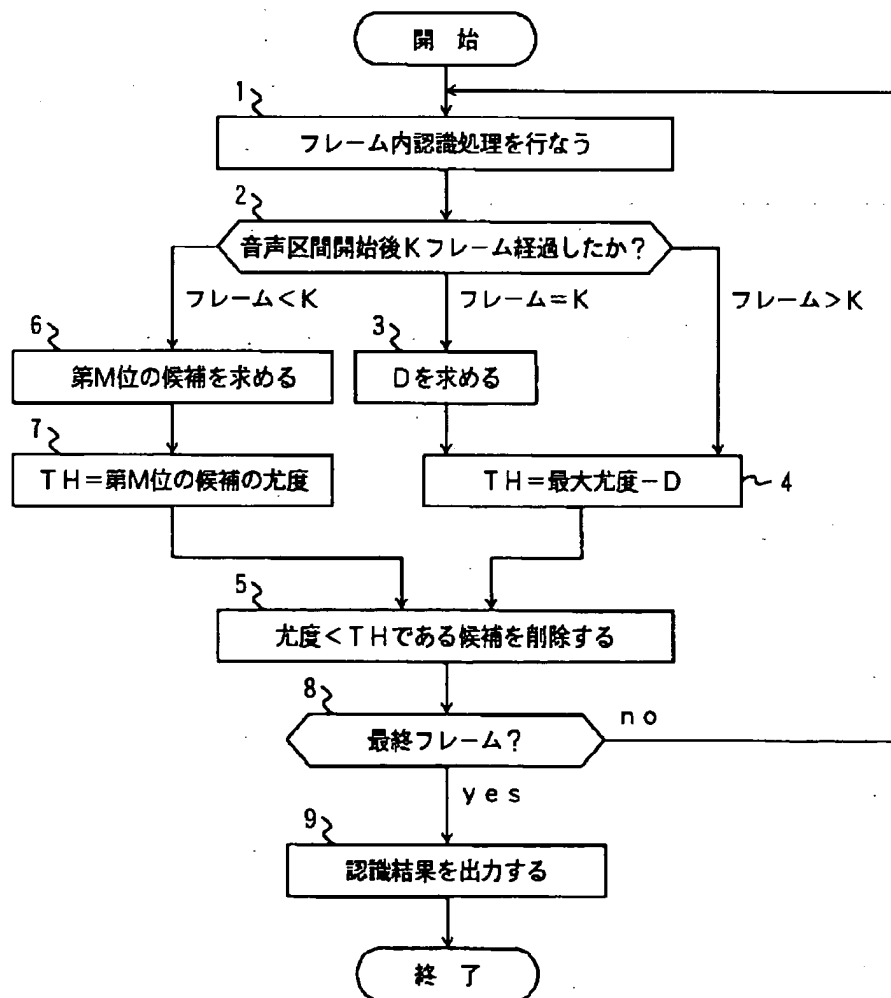 開 始
1
フレーム内認識処理を行なう
2
音声区間開始後Kフレーム経過したか?
フレーム<K
フレーム=K
フレーム>K
6
第M位の候補を求める
3
Dを求める
7
TH=第M位の候補の尤度
TH=最大尤度-D
4
5
尤度<THである候補を削除する
8
最終フレーム?
no
yes
9
認識結果を出力する
終 了